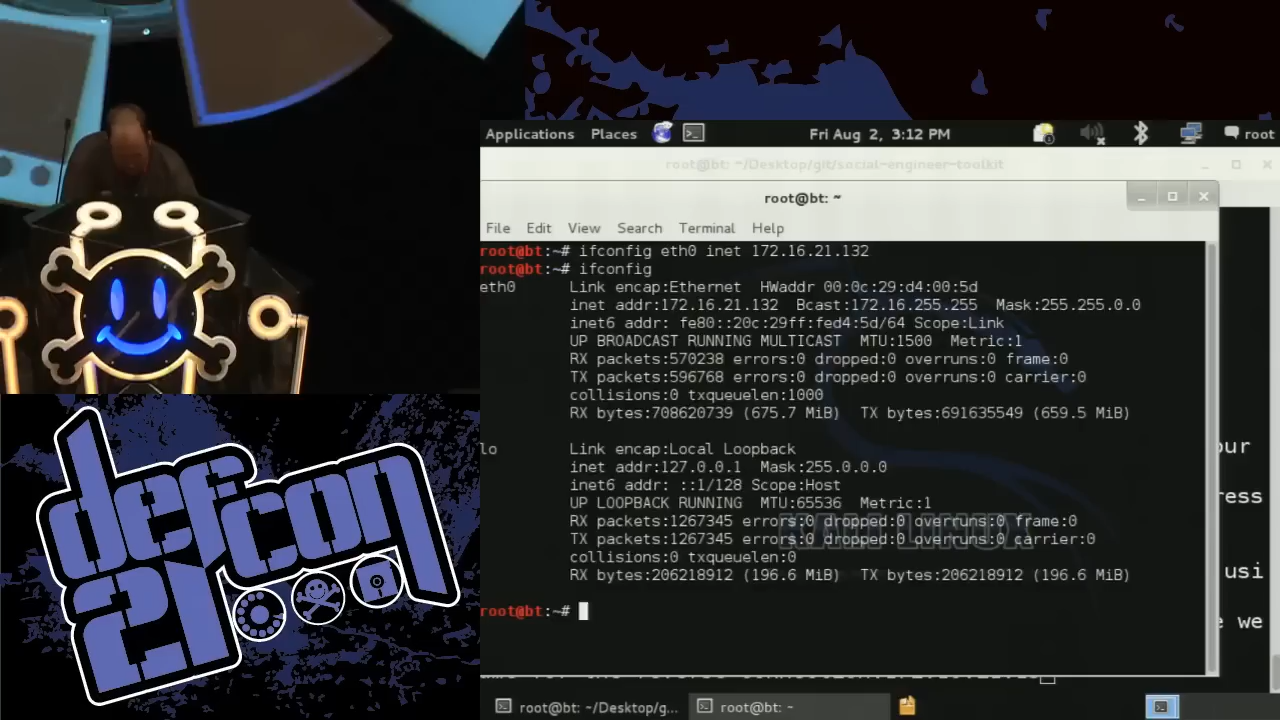 Applications Places Fri Aug 2, 3:12 PM root
root@bt: ~/Desktop/git/social-engineer-toolkit
root@bt: ~
File Edit View Search Terminal Help
root@bt:~# ifconfig eth0 inet 172.16.21.132
root@bt:~# ifconfig
eth0 Link encap:Ethernet HWaddr 00:0c:29:d4:00:5d
inet addr:172.16.21.132 Bcast:172.16.255.255 Mask:255.255.0.0
inet6 addr: fe80::20c:29ff:fed4:5d/64 Scope:Link
UP BROADCAST RUNNING MULTICAST MTU:1500 Metric:1
RX packets:570238 errors:0 dropped:0 overruns:0 frame:0
TX packets:596768 errors:0 dropped:0 overruns:0 carrier:0
collisions:0 txqueuelen:1000
RX bytes:708620739 (675.7 MiB) TX bytes:691635549 (659.5 MiB)
lo Link encap:Local Loopback
inet addr:127.0.0.1 Mask:255.0.0.0
inet6 addr: ::1/128 Scope:Host
UP LOOPBACK RUNNING MTU:65536 Metric:1
RX packets:1267345 errors:0 dropped:0 overruns:0 frame:0
TX packets:1267345 errors:0 dropped:0 overruns:0 carrier:0
collisions:0 txqueuelen:0
RX bytes:206218912 (196.6 MiB) TX bytes:206218912 (196.6 MiB)
root@bt:~#
KALI LINUX
our
ress
usi
e we
root@bt: ~/Desktop/g... root@bt: ~
defcon
21